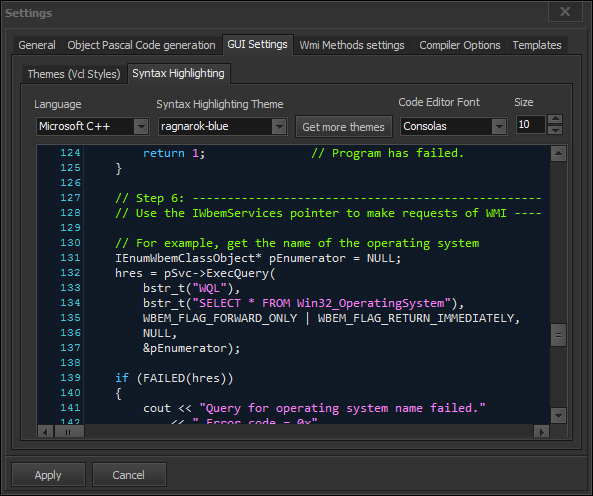 Settings
General Object Pascal Code generation GUI Settings Wmi Methods settings Compiler Options Templates
Themes (Vcl Styles) Syntax Highlighting
Language Syntax Highlighting Theme Code Editor Font Size
Microsoft C++ ragnarok-blue Get more themes Consolas 10
124 return 1; // Program has failed.
125 }
126
127 // Step 6: --------------------------------------------------
128 // Use the IWbemServices pointer to make requests of WMI ----
129
130 // For example, get the name of the operating system
131 IEnumWbemClassObject* pEnumerator = NULL;
132 hres = pSvc->ExecQuery(
133 bstr_t("WQL"),
134 bstr_t("SELECT * FROM Win32_OperatingSystem"),
135 WBEM_FLAG_FORWARD_ONLY | WBEM_FLAG_RETURN_IMMEDIATELY,
136 NULL,
137 &pEnumerator);
138
139 if (FAILED(hres))
140 {
141 cout << "Query for operating system name failed."
142 << " Error code = 0x"
Apply Cancel